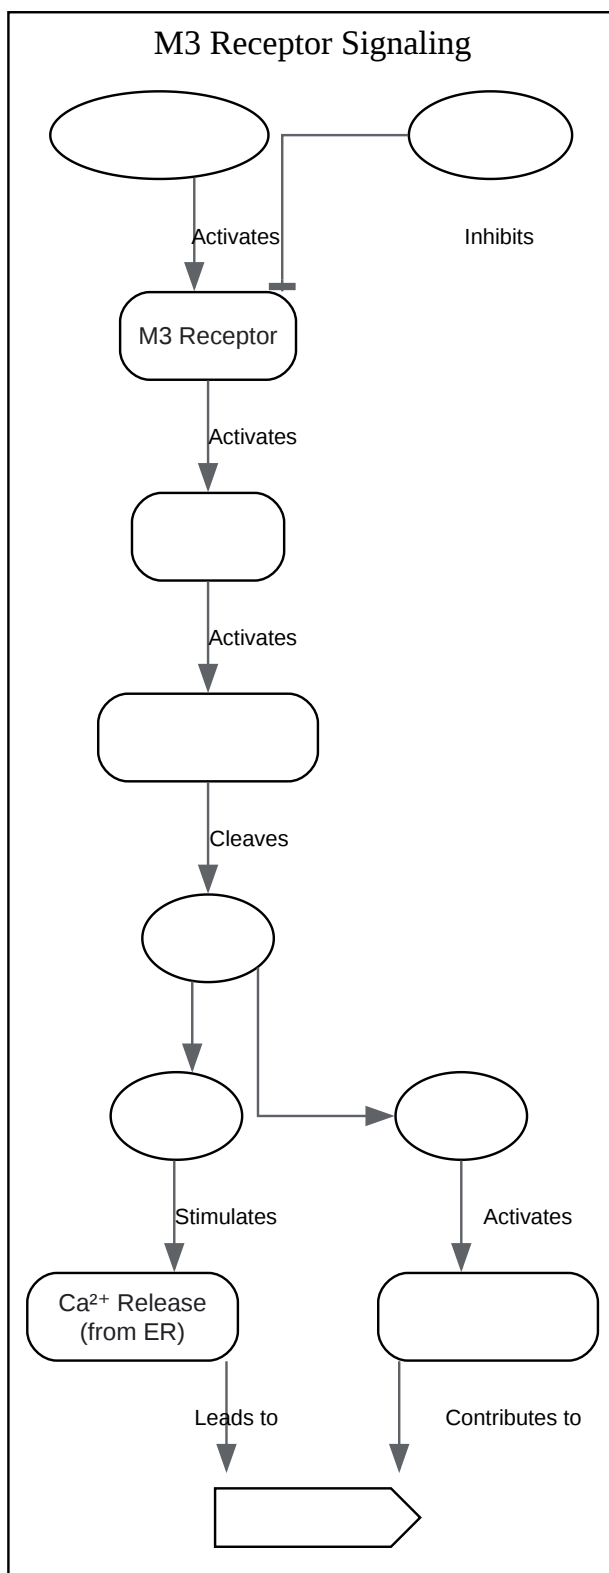 M3 Receptor Signaling
Activates
Inhibits
M3 Receptor
Activates
Activates
Cleaves
Stimulates
Activates
Ca²⁺ Release
(from ER)
Leads to
Contributes to